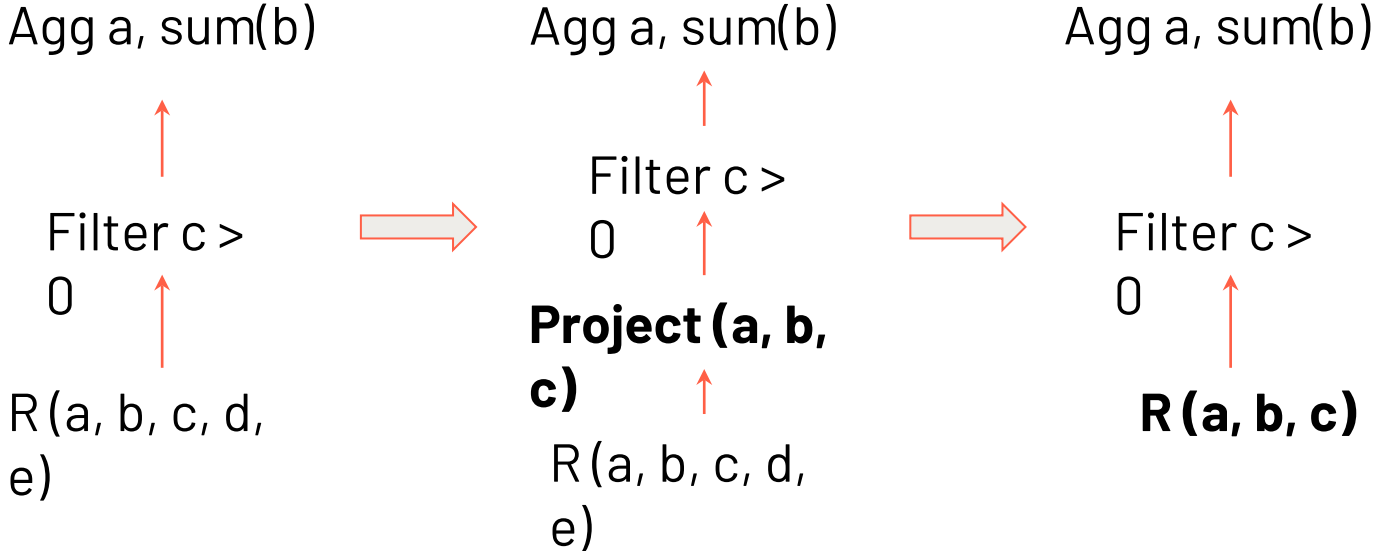 Agg a, sum(b)
Filter c >
0
R (a, b, c, d,
e)
Agg a, sum(b)
Filter c >
0
Project (a, b,
c)
R (a, b, c, d,
e)
Agg a, sum(b)
Filter c >
0
R (a, b, c)